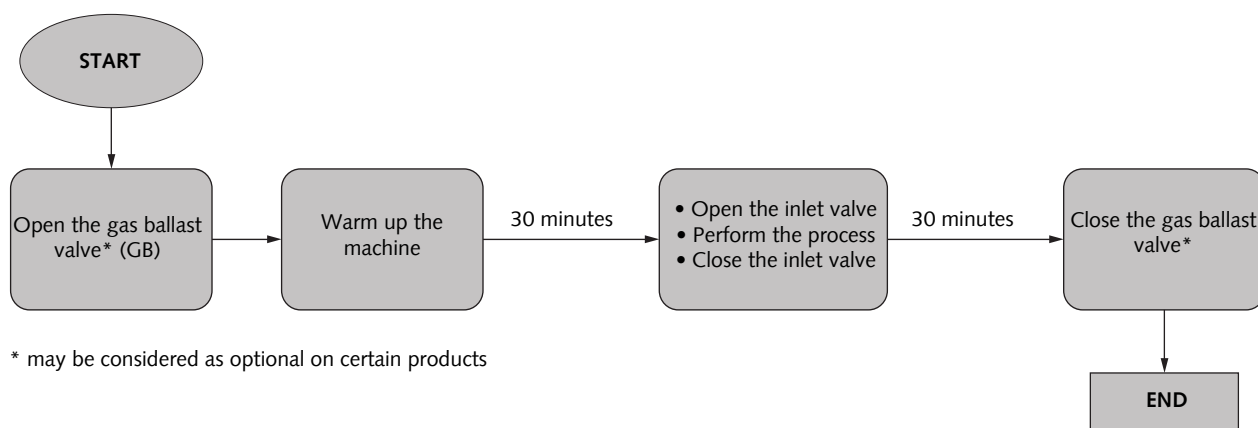 START
Open the gas ballast
valve* (GB)
Warm up the
machine
30 minutes
• Open the inlet valve
• Perform the process
• Close the inlet valve
30 minutes
Close the gas ballast
valve*
* may be considered as optional on certain products
END